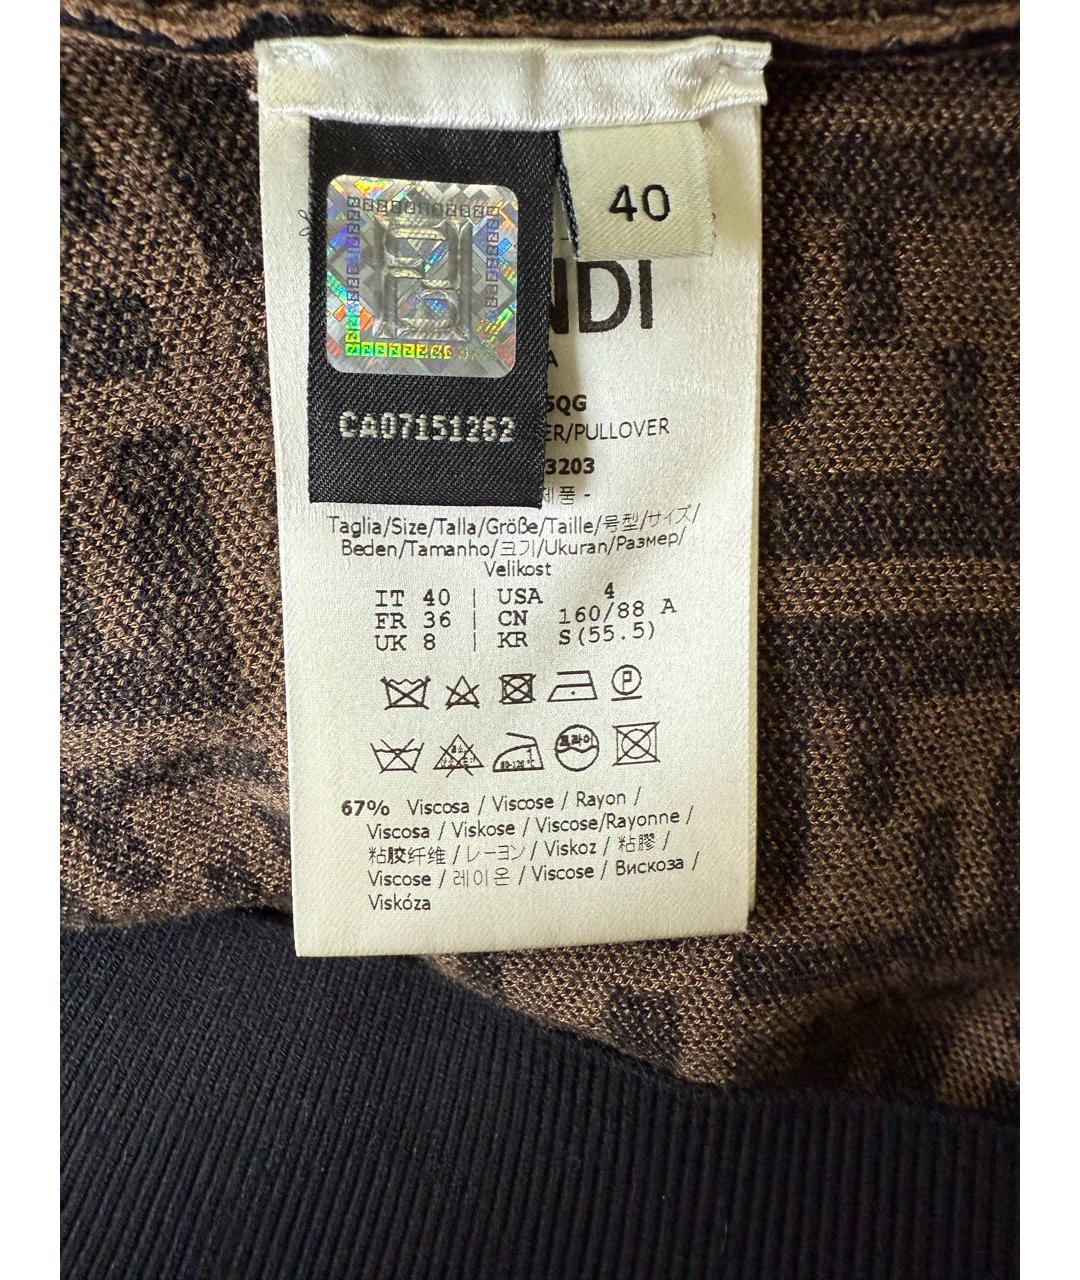 40
NDI
A
5QG
CA07151262
ER/PULLOVER
3203
제품 -
Taglia/Size/Talla/Größe/Taille/号型/サイズ/
Beden/Tamanho/크기/Ukuran/Размер/
Velikost
IT 40 | USA 4
FR 36 | CN 160/88 A
UK 8 | KR S(55.5)
P
드라이
67% Viscosa / Viscose / Rayon /
Viscosa / Viskose / Viscose/Rayonne /
粘胶纤维 / レーヨン / Viskoz / 粘膠 /
Viscose / 레이온 / Viscose / Вискоза /
Viskóza